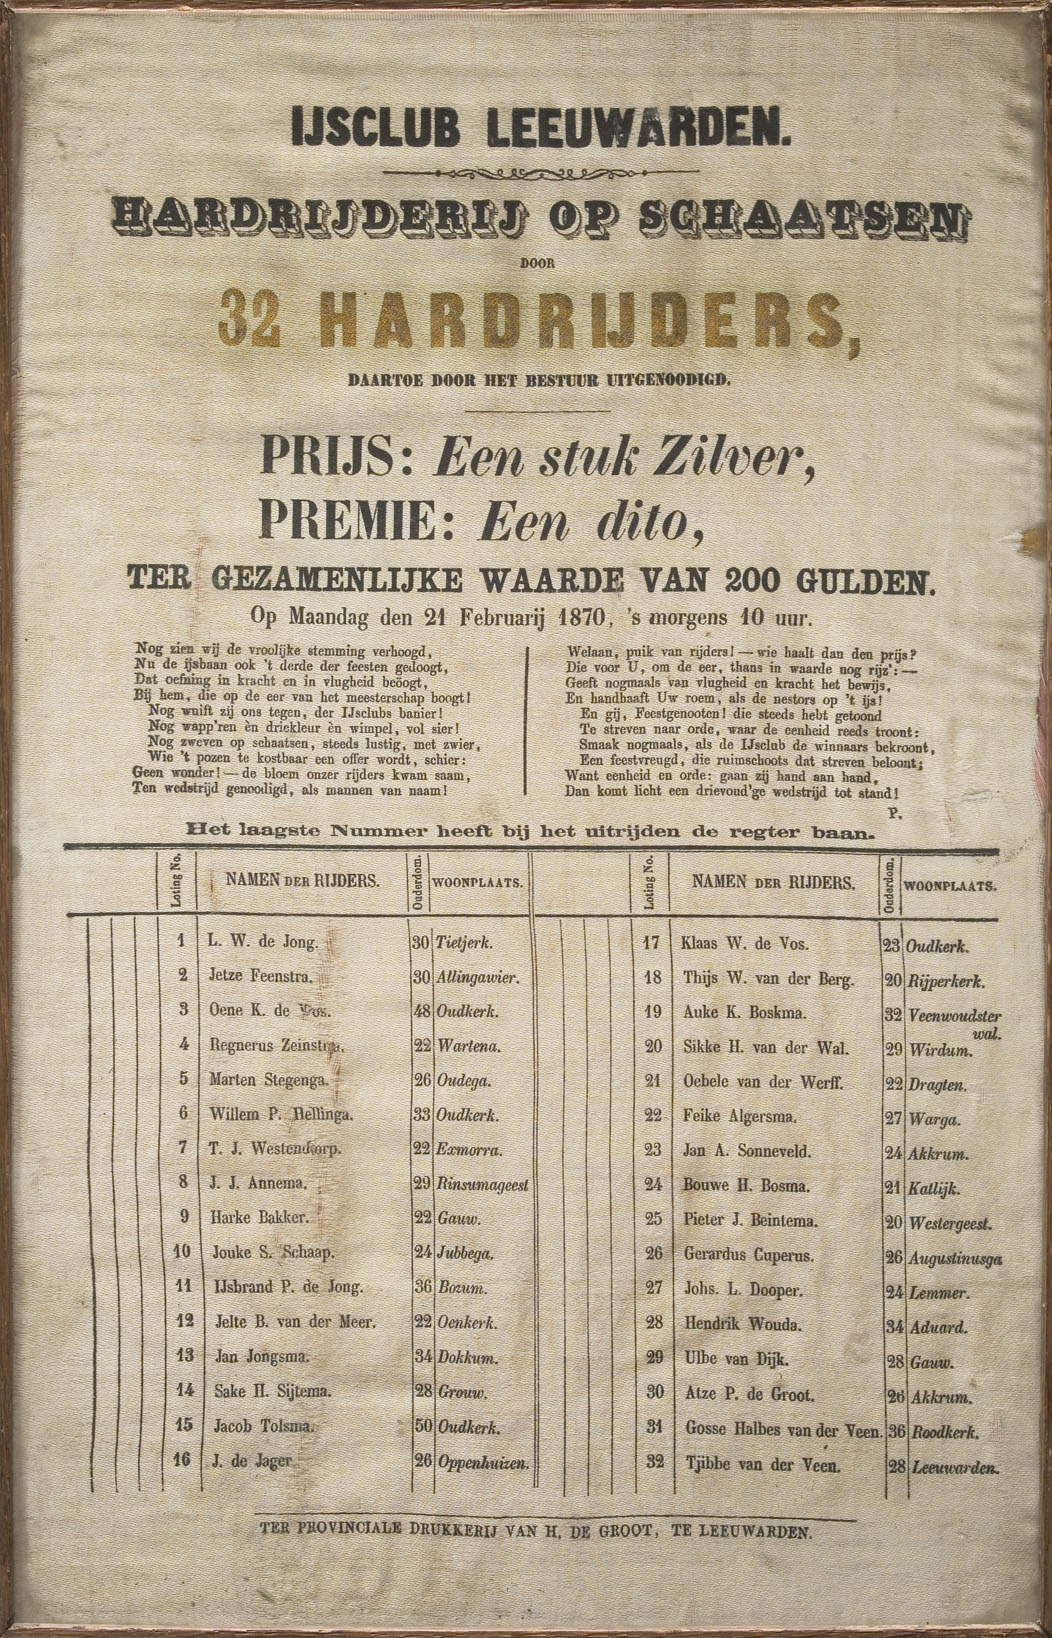 IJSCLUB LEEUWARDEN.
HARDRIJDERIJ OP SCHAATSEN
DOOR
32 HARDRIJDERS,
DAARTOE DOOR HET BESTUUR UITGENOODIGD.
PRIJS: Een stuk Zilver,
PREMIE: Een dito,
TER GEZAMENLIJKE WAARDE VAN 200 GULDEN.
Op Maandag den 21 Februarij 1870, 's morgens 10 uur.
Nog zien wij de vroolijke stemming verhoogd,
Nu de ijsbaan ook 't derde der feesten gedoogt,
Dat oefning in kracht en in vlugheid beöogt,
Bij hem, die op de eer van het meesterschap boogt!
Nog wuift zij ons tegen, der IJsclubs banier!
Nog wapp'ren èn driekleur èn wimpel, vol sier!
Nog zweven op schaatsen, steeds lustig, met zwier,
Wie 't pozen te kostbaar een offer wordt, schier:
Geen wonder! — de bloem onzer rijders kwam saam,
Ten wedstrijd genoodigd, als mannen van naam!
Welaan, puik van rijders! — wie haalt dan den prijs?
Die voor U, om de eer, thans in waarde nog rijz': —
Geeft nogmaals van vlugheid en kracht het bewijs,
En handhaaft Uw roem, als de nestors op 't ijs!
En gij, Feestgenooten! die steeds hebt getoond
Te streven naar orde, waar de eenheid reeds troont:
Smaak nogmaals, als de IJsclub de winnaars bekroont,
Een feestvreugd, die ruimschoots dat streven beloont;
Want eenheid en orde: gaan zij hand aan hand,
Dan komt licht een drievoud'ge wedstrijd tot stand!
P.
Het laagste Nummer heeft bij het uitrijden de regter baan.
Loting No. NAMEN DER RIJDERS. Ouderdom. WOONPLAATS.
1 L. W. de Jong. 30 Tietjerk.
2 Jetze Feenstra. 30 Allingawier.
3 Oene K. de Vos. 48 Oudkerk.
4 Regnerus Zeinstra. 22 Wartena.
5 Marten Stegenga. 26 Oudega.
6 Willem P. Hellinga. 33 Oudkerk.
7 T. J. Westendorp. 22 Exmorra.
8 J. J. Annema. 29 Rinsumageest
9 Harke Bakker. 22 Gauw.
10 Jouke S. Schaap. 24 Jubbega.
11 IJsbrand P. de Jong. 36 Bozum.
12 Jelte B. van der Meer. 22 Oenkerk.
13 Jan Jongsma. 34 Dokkum.
14 Sake H. Sijtema. 28 Grouw.
15 Jacob Tolsma. 50 Oudkerk.
16 J. de Jager 26 Oppenhuizen.
Loting No. NAMEN DER RIJDERS. Ouderdom. WOONPLAATS.
17 Klaas W. de Vos. 23 Oudkerk.
18 Thijs W. van der Berg. 20 Rijperkerk.
19 Auke K. Boskma. 32 Veenwoudster
wal.
20 Sikke H. van der Wal. 29 Wirdum.
21 Oebele van der Werff. 22 Dragten.
22 Feike Algersma. 27 Warga.
23 Jan A. Sonneveld. 24 Akkrum.
24 Bouwe H. Bosma. 21 Katlijk.
25 Pieter J. Beintema. 20 Westergeest.
26 Gerardus Cuperus. 26 Augustinusga
27 Johs. L. Dooper. 24 Lemmer.
28 Hendrik Wouda. 34 Aduard.
29 Ulbe van Dijk. 28 Gauw.
30 Atze P. de Groot. 26 Akkrum.
31 Gosse Halbes van der Veen. 36 Roodkerk.
32 Tjibbe van der Veen. 28 Leeuwarden.
TER PROVINCIALE DRUKKERIJ VAN H. DE GROOT, TE LEEUWARDEN.